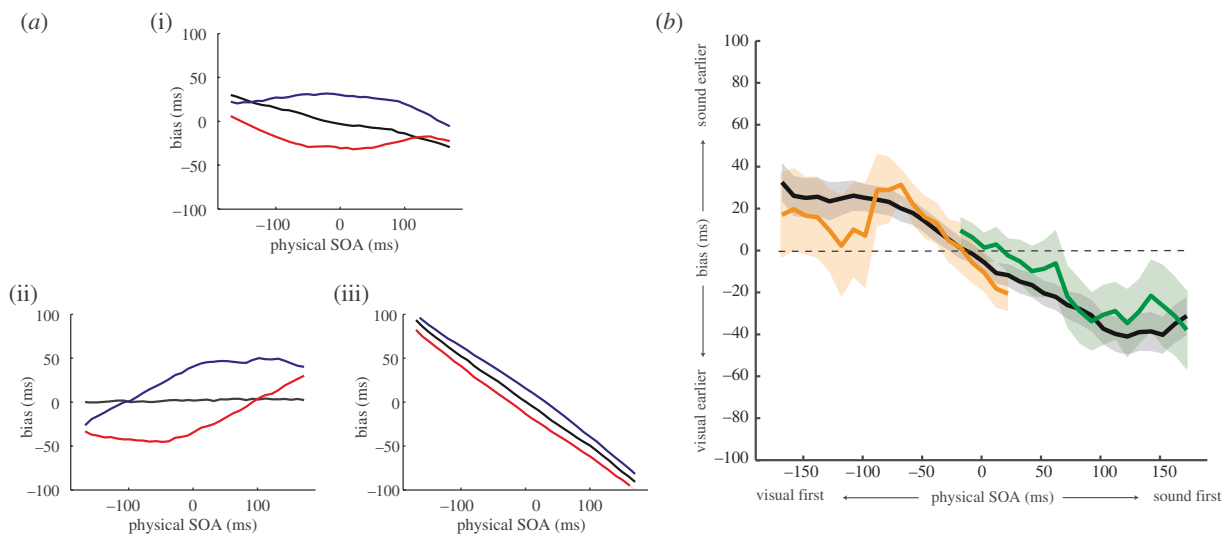 (a)
(i)
100
50
0
−50
−100
bias (ms)
−100 0 100
physical SOA (ms)
(ii)
100
50
0
−50
−100
bias (ms)
−100 0 100
physical SOA (ms)
(iii)
100
50
0
−50
−100
bias (ms)
−100 0 100
physical SOA (ms)
(b)
100
80
60
40
20
0
−20
−40
−60
−80
−100
sound earlier
bias (ms)
visual earlier
−150 −100 −50 0 50 100 150
visual first physical SOA (ms) sound first